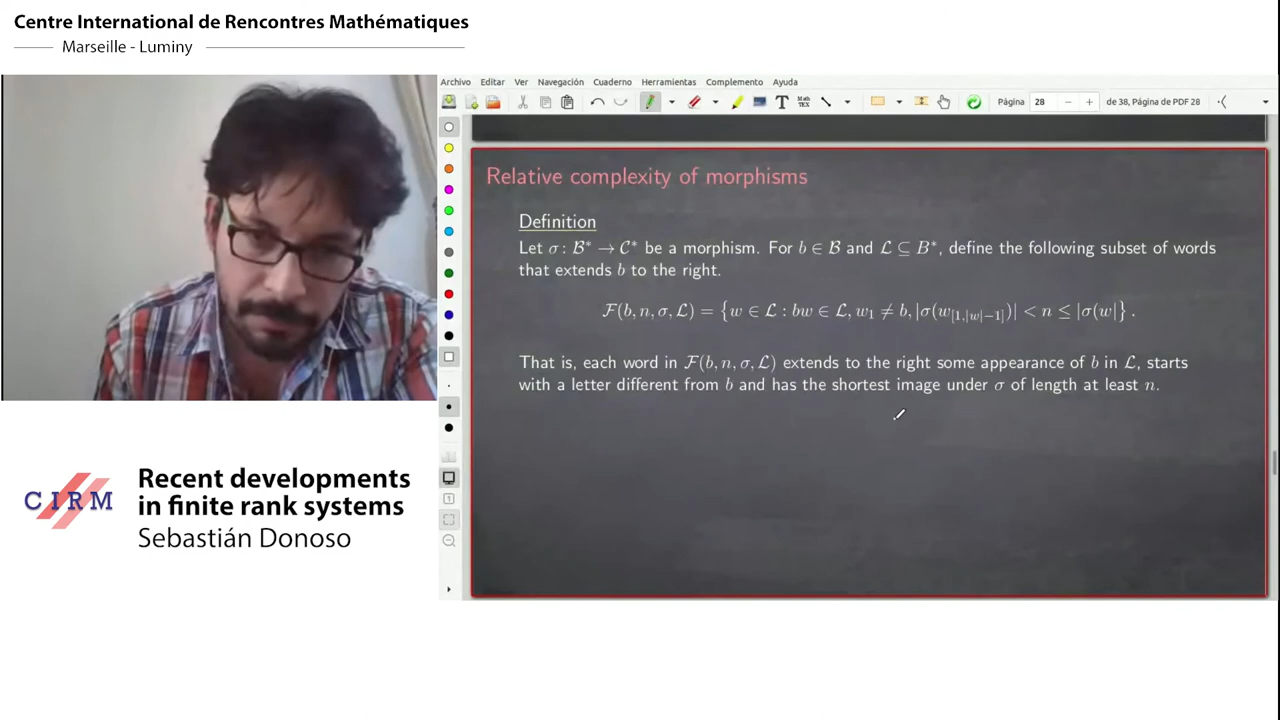 Centre International de Rencontres Mathématiques
Marseille - Luminy
Archivo Editar Ver Navegación Cuaderno Herramientas Complemento Ayuda
T Math TEX Página 28 − + de 38, Página de PDF 28
Relative complexity of morphisms
Definition
Let σ: 𝓑* → 𝓒* be a morphism. For b ∈ 𝓑 and 𝓛 ⊆ B*, define the following subset of words
that extends b to the right.
𝓕(b, n, σ, 𝓛) = {w ∈ 𝓛 : bw ∈ 𝓛, w₁ ≠ b, |σ(w_{[1,|w|−1]})| < n ≤ |σ(w|} .
That is, each word in 𝓕(b, n, σ, 𝓛) extends to the right some appearance of b in 𝓛, starts
with a letter different from b and has the shortest image under σ of length at least n.
CIRM
Recent developments
in finite rank systems
Sebastián Donoso